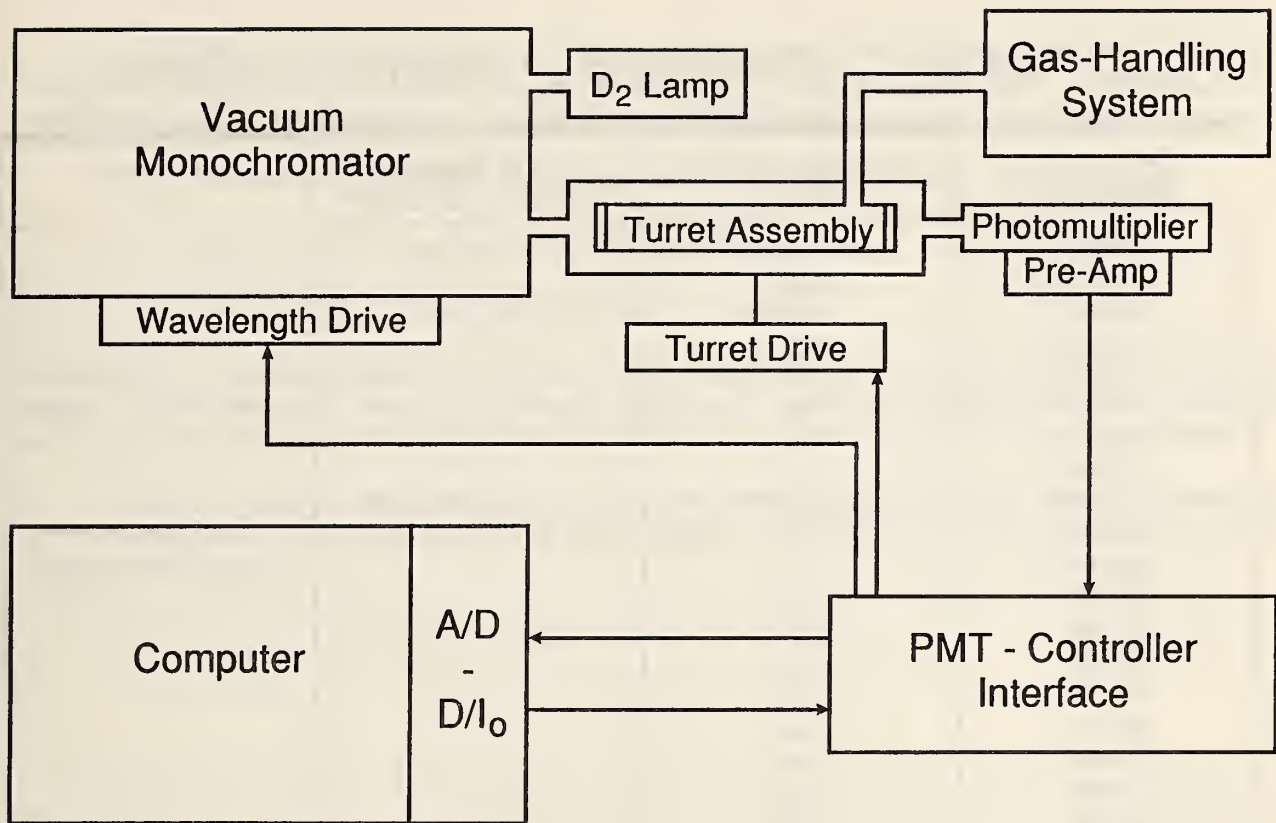 Vacuum
Monochromator
D₂ Lamp
Gas-Handling
System
Turret Assembly
Photomultiplier
Pre-Amp
Wavelength Drive
Turret Drive
Computer
A/D
-
D/I₀
PMT - Controller
Interface